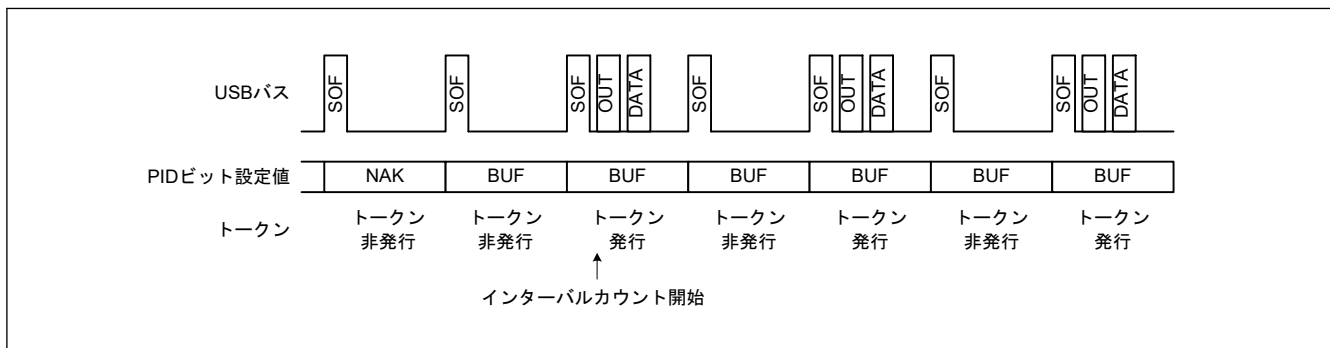 USBバス
SOF
SOF
SOF
OUT
DATA
SOF
SOF
OUT
DATA
SOF
SOF
OUT
DATA
PIDビット設定値
NAK
BUF
BUF
BUF
BUF
BUF
BUF
トークン
トークン
非発行
トークン
非発行
トークン
発行
トークン
非発行
トークン
発行
トークン
非発行
トークン
発行
インターバルカウント開始